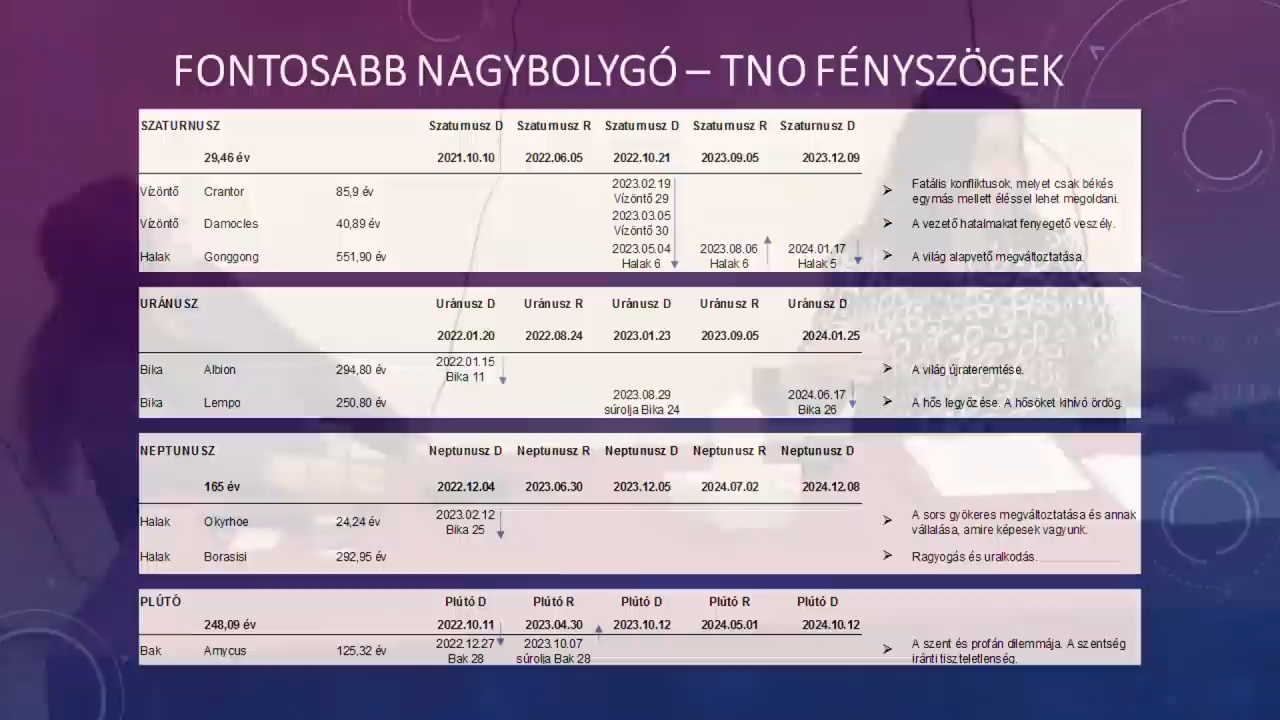 FONTOSABB NAGYBOLYGÓ – TNO FÉNYSZÖGEK
SZATURNUSZ Szaturnusz D Szaturnusz R Szaturnusz D Szaturnusz R Szaturnusz D
29,46 év 2021.10.10 2022.06.05 2022.10.21 2023.09.05 2023.12.09
Vízöntő Crantor 85,9 év 2023.02.19 Vízöntő 29 ➢ Fatális konfliktusok, melyet csak békés
egymás mellett éléssel lehet megoldani.
Vízöntő Damocles 40,89 év 2023.03.05 Vízöntő 30 ➢ A vezető hatalmakat fenyegető veszély.
Halak Gonggong 551,90 év 2023.05.04 Halak 6 ↓ 2023.08.06 Halak 6 ↑ 2024.01.17 Halak 5 ↓ ➢ A világ alapvető megváltoztatása.
URÁNUSZ Uránusz D Uránusz R Uránusz D Uránusz R Uránusz D
2022.01.20 2022.08.24 2023.01.23 2023.09.05 2024.01.25
Bika Albion 294,80 év 2022.01.15 Bika 11 ↓ ➢ A világ újrateremtése.
Bika Lempo 250,80 év 2023.08.29 súrolja Bika 24 2024.06.17 Bika 26 ↓ ➢ A hős legyőzése. A hősöket kihívó ördög.
NEPTUNUSZ Neptunusz D Neptunusz R Neptunusz D Neptunusz R Neptunusz D
165 év 2022.12.04 2023.06.30 2023.12.05 2024.07.02 2024.12.08
Halak Okyrhoe 24,24 év 2023.02.12 Bika 25 ↓ ➢ A sors gyökeres megváltoztatása és annak
vállalása, amire képesek vagyunk.
Halak Borasisi 292,95 év ➢ Ragyogás és uralkodás.
PLÚTÓ Plútó D Plútó R Plútó D Plútó R Plútó D
248,09 év 2022.10.11 2023.04.30 2023.10.12 2024.05.01 2024.10.12
Bak Amycus 125,32 év 2022.12.27 Bak 28 ↓ 2023.10.07 súrolja Bak 28 ↑ ➢ A szent és profán dilemmája. A szentség
iránti tiszteletlenség.